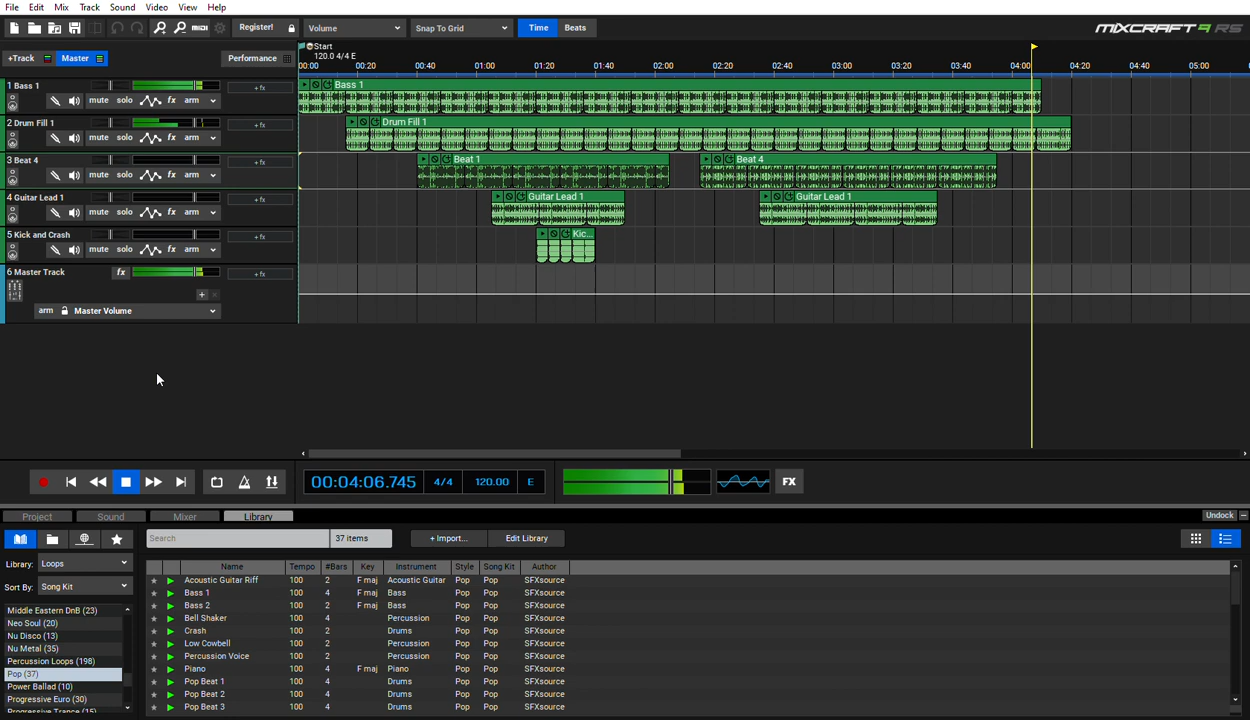 File Edit Mix Track Sound Video View Help
Register! Volume Snap To Grid Time Beats MIXCRAFT 9 RS
+Track Master Performance
Start
120.0 4/4 E
00:00 00:20 00:40 01:00 01:20 01:40 02:00 02:20 02:40 03:00 03:20 03:40 04:00 04:20 04:40 05:00
1 Bass 1
mute solo fx arm
+fx
Bass 1
2 Drum Fill 1
mute solo fx arm
+fx
Drum Fill 1
3 Beat 4
mute solo fx arm
+fx
Beat 1 Beat 4
4 Guitar Lead 1
mute solo fx arm
+fx
Guitar Lead 1 Guitar Lead 1
5 Kick and Crash
mute solo fx arm
+fx
Kic...
6 Master Track fx
+fx
arm Master Volume
00:04:06.745 4/4 120.00 E FX
Project Sound Mixer Library Undock
Search 37 items + Import... Edit Library
Library: Loops
Sort By: Song Kit
Middle Eastern DnB (23)
Neo Soul (20)
Nu Disco (13)
Nu Metal (35)
Percussion Loops (198)
Pop (37)
Power Ballad (10)
Progressive Euro (30)
Progressive Trance (15)
Name Tempo #Bars Key Instrument Style Song Kit Author
Acoustic Guitar Riff 100 2 F maj Acoustic Guitar Pop Pop SFXsource
Bass 1 100 4 F maj Bass Pop Pop SFXsource
Bass 2 100 2 F maj Bass Pop Pop SFXsource
Bell Shaker 100 4 Percussion Pop Pop SFXsource
Crash 100 2 Drums Pop Pop SFXsource
Low Cowbell 100 2 Percussion Pop Pop SFXsource
Percussion Voice 100 2 Percussion Pop Pop SFXsource
Piano 100 4 F maj Piano Pop Pop SFXsource
Pop Beat 1 100 4 Drums Pop Pop SFXsource
Pop Beat 2 100 4 Drums Pop Pop SFXsource
Pop Beat 3 100 4 Drums Pop Pop SFXsource